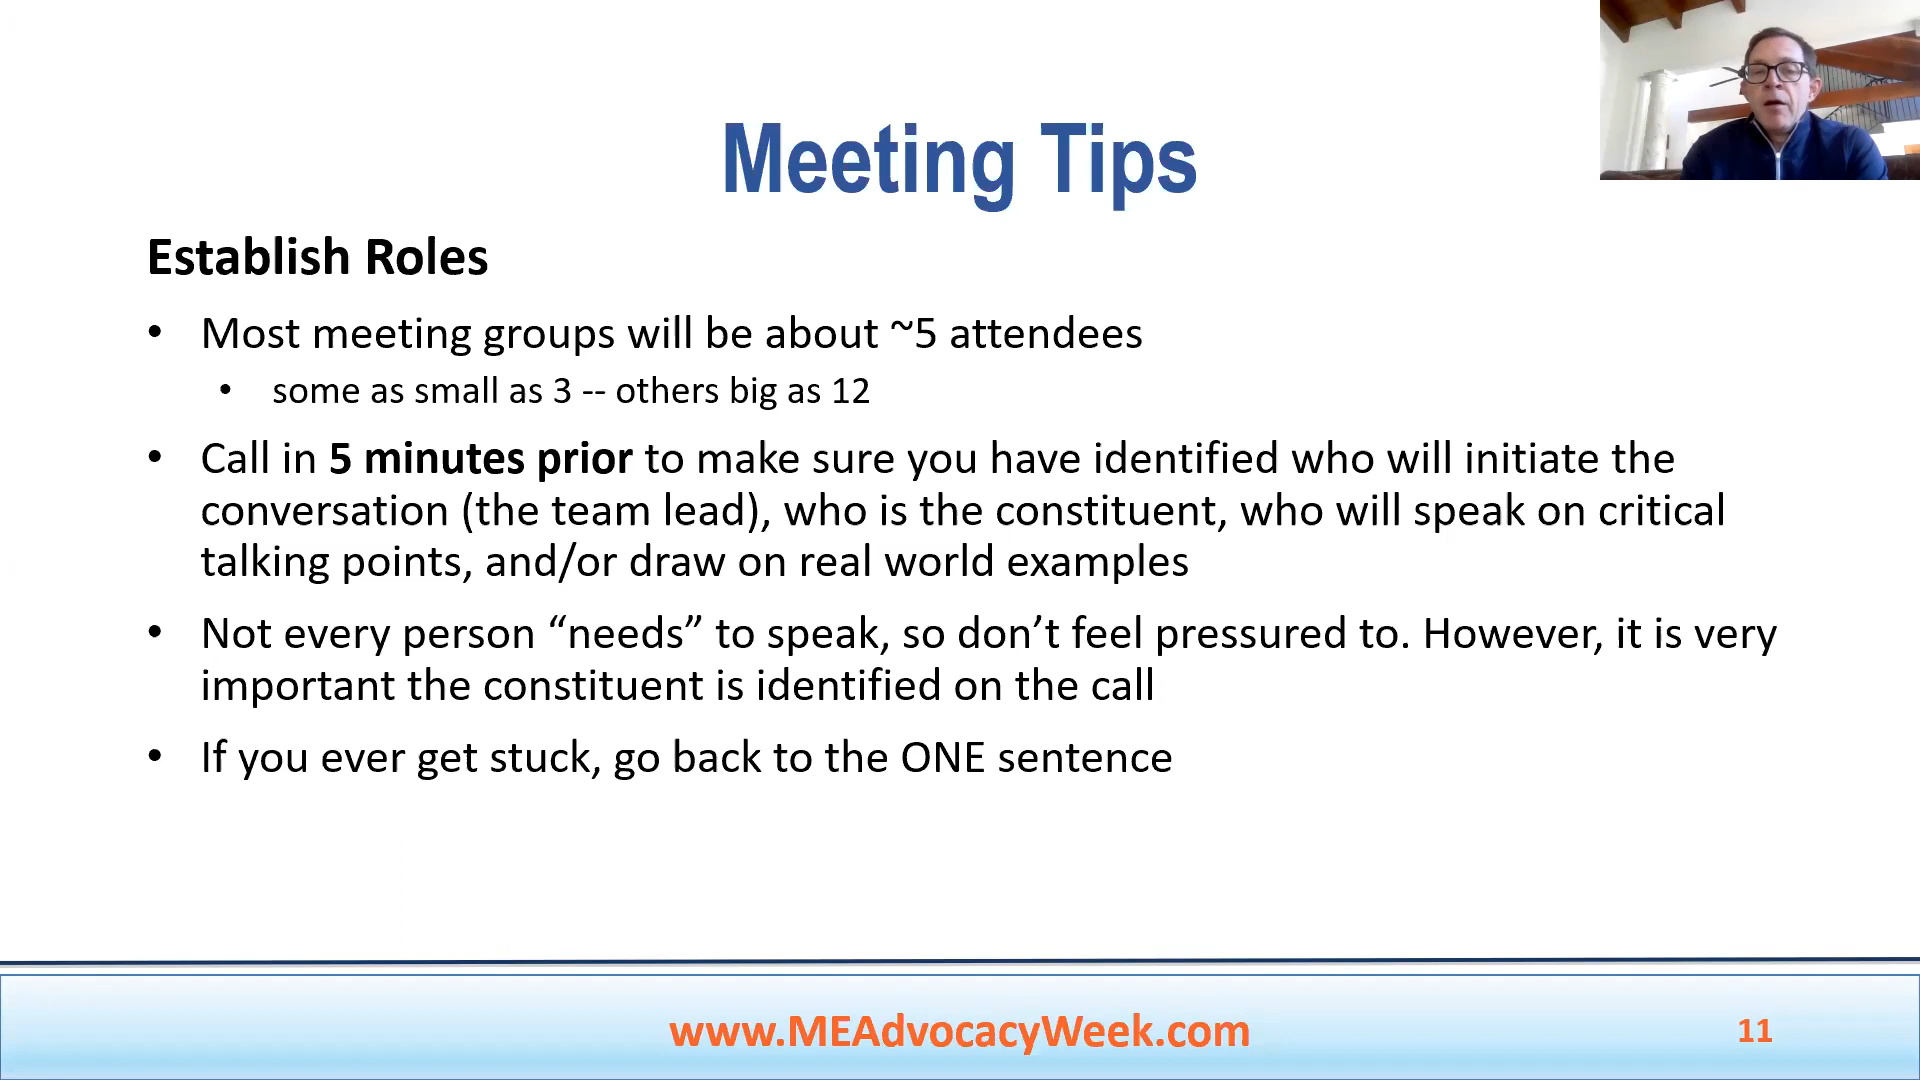 Meeting Tips
Establish Roles
• Most meeting groups will be about ~5 attendees
• some as small as 3 -- others big as 12
• Call in 5 minutes prior to make sure you have identified who will initiate the
conversation (the team lead), who is the constituent, who will speak on critical
talking points, and/or draw on real world examples
• Not every person “needs” to speak, so don’t feel pressured to. However, it is very
important the constituent is identified on the call
• If you ever get stuck, go back to the ONE sentence
www.MEAdvocacyWeek.com
11